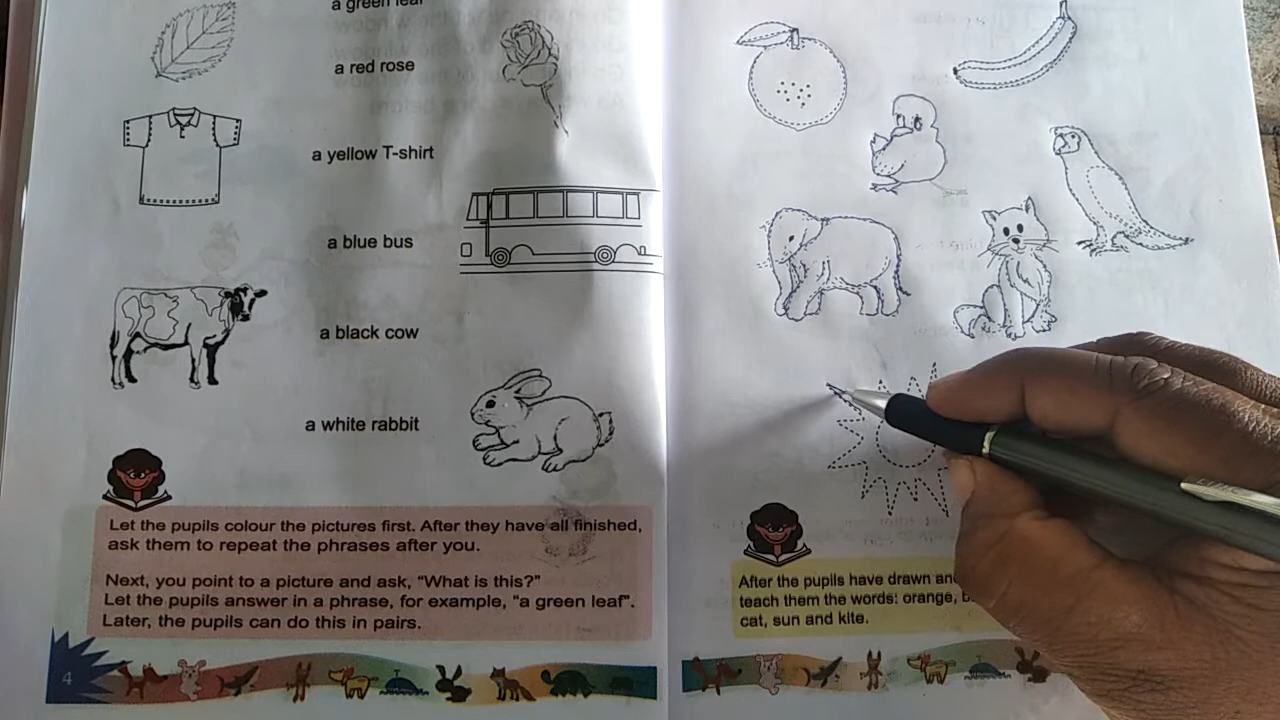 a green leaf
a red rose
a yellow T-shirt
a blue bus
a black cow
a white rabbit
Let the pupils colour the pictures first. After they have all finished,
ask them to repeat the phrases after you.
Next, you point to a picture and ask, "What is this?"
Let the pupils answer in a phrase, for example, "a green leaf".
Later, the pupils can do this in pairs.
4
After the pupils have drawn
teach them the words: orange,
cat, sun and kite.